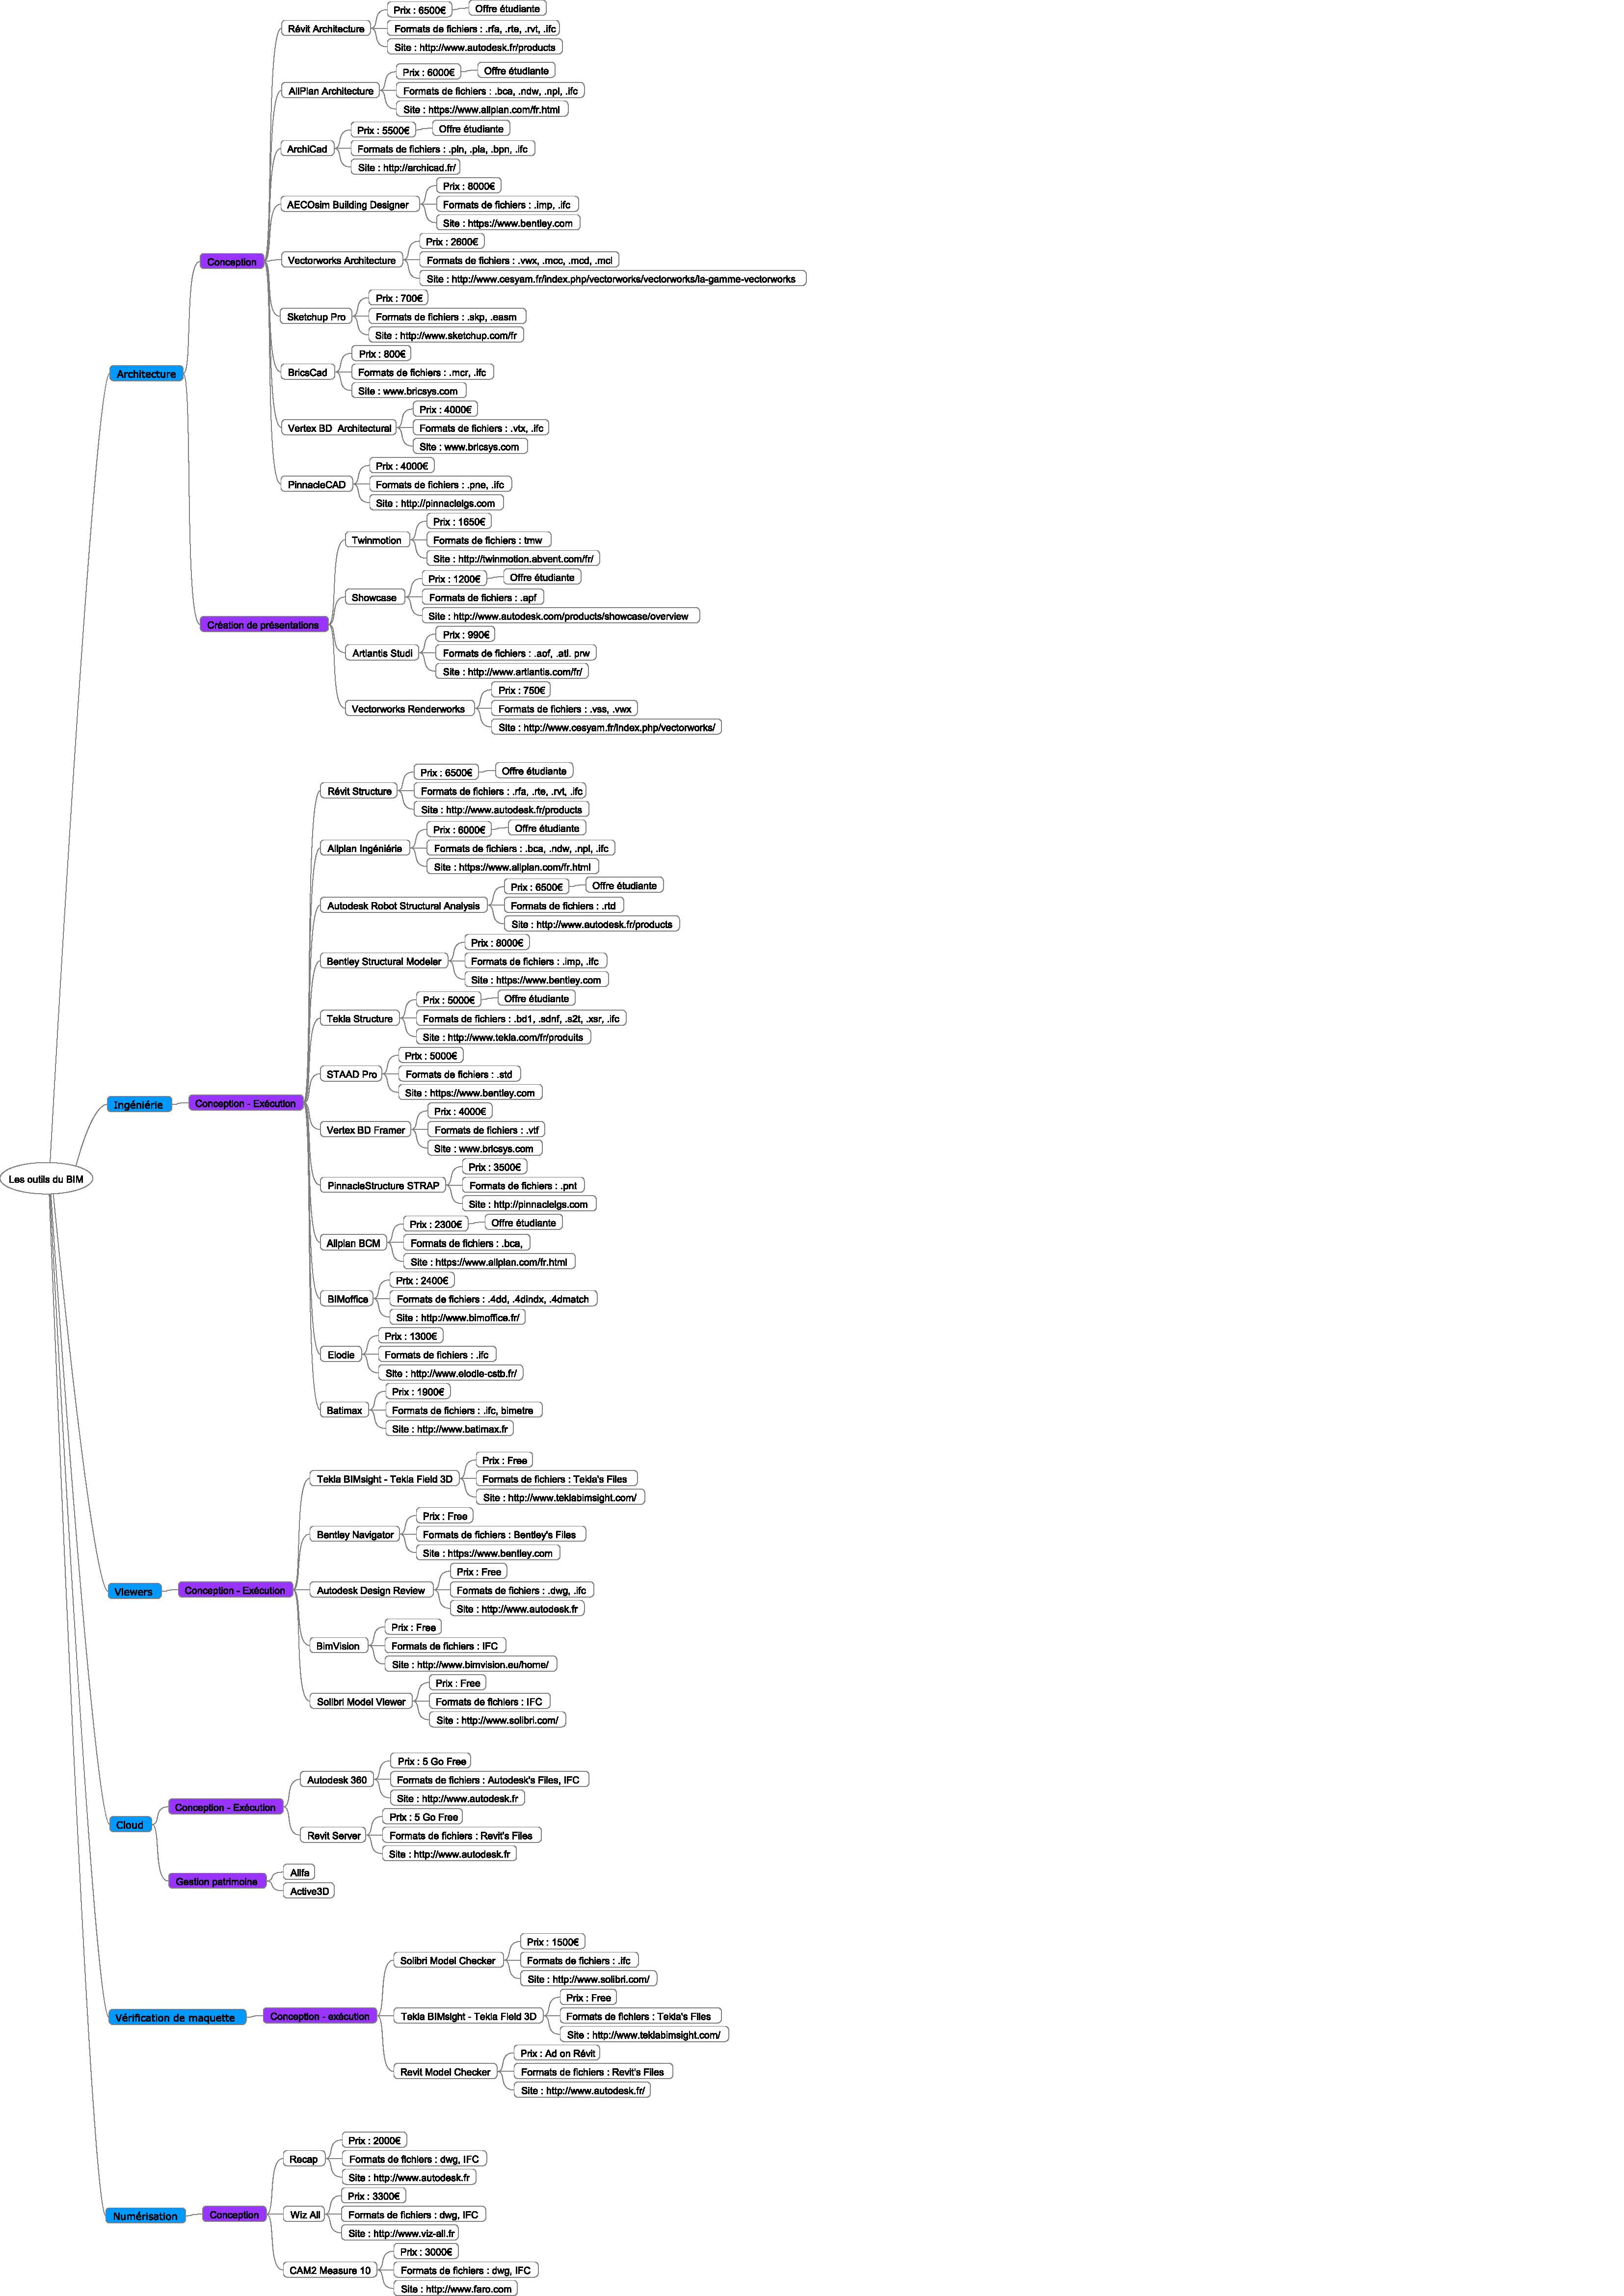 Les outils du BIM
Architecture
Conception
Révit Architecture
Prix : 6500€
Offre étudiante
Formats de fichiers : .rfa, .rte, .rvt, .ifc
Site : http://www.autodesk.fr/products
AllPlan Architecture
Prix : 6000€
Offre étudiante
Formats de fichiers : .bca, .ndw, .npl, .ifc
Site : https://www.allplan.com/fr.html
ArchiCad
Prix : 5500€
Offre étudiante
Formats de fichiers : .pln, .pla, .bpn, .ifc
Site : http://archicad.fr/
AECOsim Building Designer
Prix : 8000€
Formats de fichiers : .imp, .ifc
Site : https://www.bentley.com
Vectorworks Architecture
Prix : 2600€
Formats de fichiers : .vwx, .mcc, .mcd, .mcl
Site : http://www.cesyam.fr/index.php/vectorworks/vectorworks/la-gamme-vectorworks
Sketchup Pro
Prix : 700€
Formats de fichiers : .skp, .easm
Site : http://www.sketchup.com/fr
BricsCad
Prix : 800€
Formats de fichiers : .mcr, .ifc
Site : www.bricsys.com
Vertex BD  Architectural
Prix : 4000€
Formats de fichiers : .vtx, .ifc
Site : www.bricsys.com
PinnacleCAD
Prix : 4000€
Formats de fichiers : .pne, .ifc
Site : http://pinnaclelgs.com
Création de présentations
Twinmotion
Prix : 1650€
Formats de fichiers : tmw
Site : http://twinmotion.abvent.com/fr/
Showcase
Prix : 1200€
Offre étudiante
Formats de fichiers : .apf
Site : http://www.autodesk.com/products/showcase/overview
Artlantis Studi
Prix : 990€
Formats de fichiers : .aof, .atl. prw
Site : http://www.artlantis.com/fr/
Vectorworks Renderworks
Prix : 750€
Formats de fichiers : .vss, .vwx
Site : http://www.cesyam.fr/index.php/vectorworks/
Ingéniérie
Conception - Exécution
Révit Structure
Prix : 6500€
Offre étudiante
Formats de fichiers : .rfa, .rte, .rvt, .ifc
Site : http://www.autodesk.fr/products
Allplan Ingéniérie
Prix : 6000€
Offre étudiante
Formats de fichiers : .bca, .ndw, .npl, .ifc
Site : https://www.allplan.com/fr.html
Autodesk Robot Structural Analysis
Prix : 6500€
Offre étudiante
Formats de fichiers : .rtd
Site : http://www.autodesk.fr/products
Bentley Structural Modeler
Prix : 8000€
Formats de fichiers : .imp, .ifc
Site : https://www.bentley.com
Tekla Structure
Prix : 5000€
Offre étudiante
Formats de fichiers : .bd1, .sdnf, .s2t, .xsr, .ifc
Site : http://www.tekla.com/fr/produits
STAAD Pro
Prix : 5000€
Formats de fichiers : .std
Site : https://www.bentley.com
Vertex BD Framer
Prix : 4000€
Formats de fichiers : .vtf
Site : www.bricsys.com
PinnacleStructure STRAP
Prix : 3500€
Formats de fichiers : .pnt
Site : http://pinnaclelgs.com
Allplan BCM
Prix : 2300€
Offre étudiante
Formats de fichiers : .bca,
Site : https://www.allplan.com/fr.html
BIMoffice
Prix : 2400€
Formats de fichiers : .4dd, .4dindx, .4dmatch
Site : http://www.bimoffice.fr/
Elodie
Prix : 1300€
Formats de fichiers : .ifc
Site : http://www.elodie-cstb.fr/
Batimax
Prix : 1900€
Formats de fichiers : .ifc, bimetre
Site : http://www.batimax.fr
Viewers
Conception - Exécution
Tekla BIMsight - Tekla Field 3D
Prix : Free
Formats de fichiers : Tekla's Files
Site : http://www.teklabimsight.com/
Bentley Navigator
Prix : Free
Formats de fichiers : Bentley's Files
Site : https://www.bentley.com
Autodesk Design Review
Prix : Free
Formats de fichiers : .dwg, .ifc
Site : http://www.autodesk.fr
BimVision
Prix : Free
Formats de fichiers : IFC
Site : http://www.bimvision.eu/home/
Solibri Model Viewer
Prix : Free
Formats de fichiers : IFC
Site : http://www.solibri.com/
Cloud
Conception - Exécution
Autodesk 360
Prix : 5 Go Free
Formats de fichiers : Autodesk's Files, IFC
Site : http://www.autodesk.fr
Revit Server
Prix : 5 Go Free
Formats de fichiers : Revit's Files
Site : http://www.autodesk.fr
Gestion patrimoine
Allfa
Active3D
Vérification de maquette
Conception - exécution
Solibri Model Checker
Prix : 1500€
Formats de fichiers : .ifc
Site : http://www.solibri.com/
Tekla BIMsight - Tekla Field 3D
Prix : Free
Formats de fichiers : Tekla's Files
Site : http://www.teklabimsight.com/
Revit Model Checker
Prix : Ad on Révit
Formats de fichiers : Revit's Files
Site : http://www.autodesk.fr/
Numérisation
Conception
Recap
Prix : 2000€
Formats de fichiers : dwg, IFC
Site : http://www.autodesk.fr
Wiz All
Prix : 3300€
Formats de fichiers : dwg, IFC
Site : http://www.viz-all.fr
CAM2 Measure 10
Prix : 3000€
Formats de fichiers : dwg, IFC
Site : http://www.faro.com